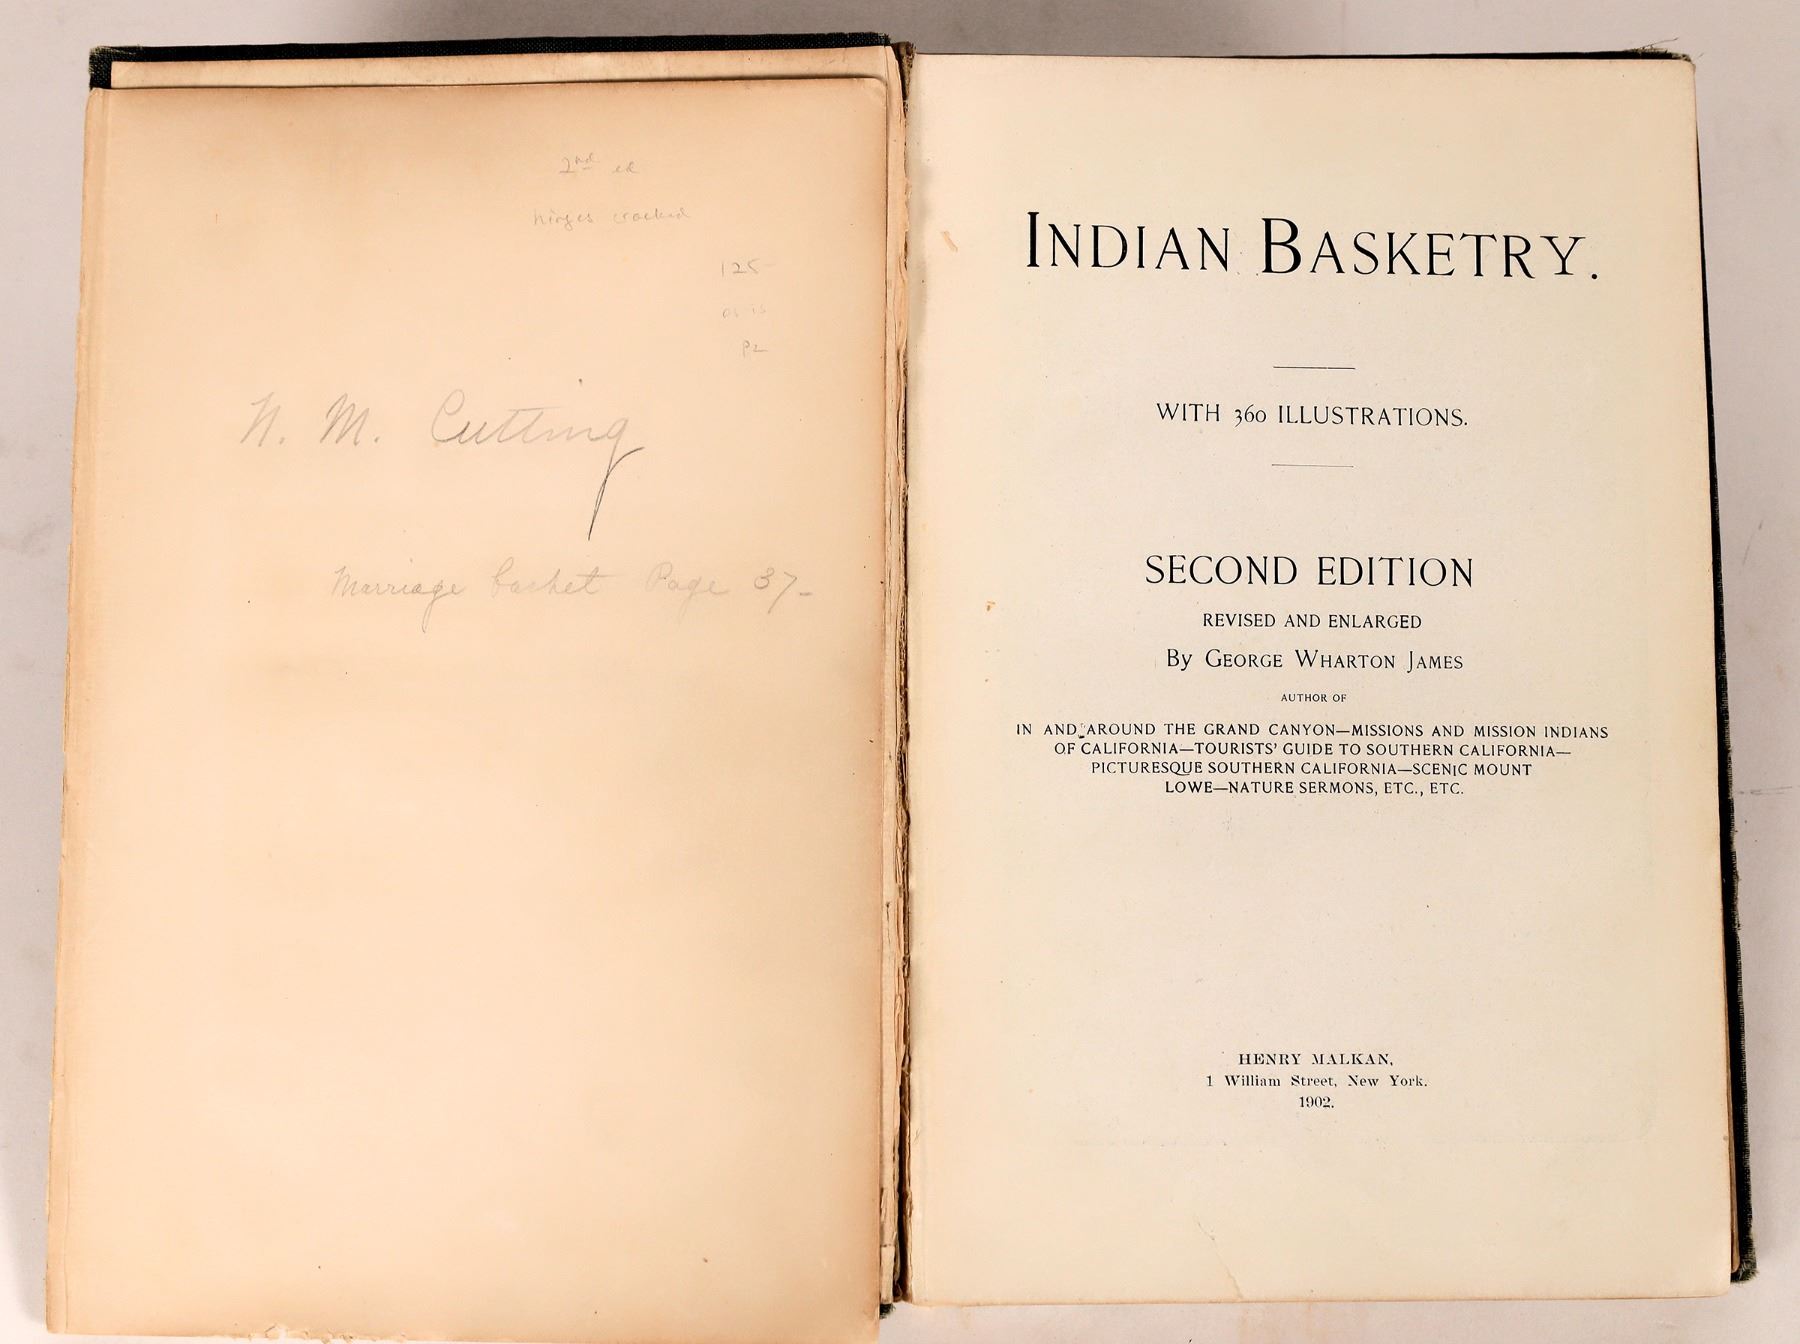 2nd ed
hinges cracked
125-
P2
N. M. Cutting
Marriage basket Page 37-
INDIAN BASKETRY.
WITH 360 ILLUSTRATIONS.
SECOND EDITION
REVISED AND ENLARGED
By GEORGE WHARTON JAMES
AUTHOR OF
IN AND AROUND THE GRAND CANYON—MISSIONS AND MISSION INDIANS
OF CALIFORNIA—TOURISTS' GUIDE TO SOUTHERN CALIFORNIA—
PICTURESQUE SOUTHERN CALIFORNIA—SCENIC MOUNT
LOWE—NATURE SERMONS, ETC., ETC.
HENRY MALKAN,
1 William Street, New York.
1902.